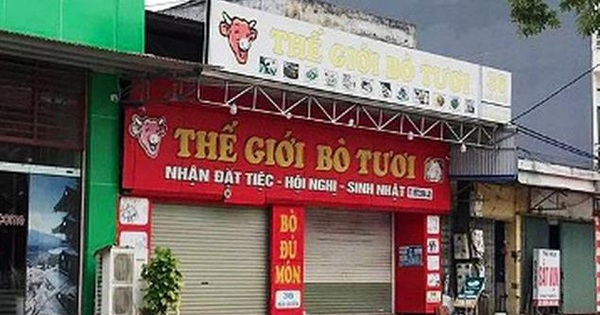 THẾ GIỚI BÒ TƯƠI
THẾ GIỚI BÒ TƯƠI
NHẬN ĐẶT TIỆC - HỘI NGHỊ - SINH NHẬT
BÒ
ĐỦ
MÓN